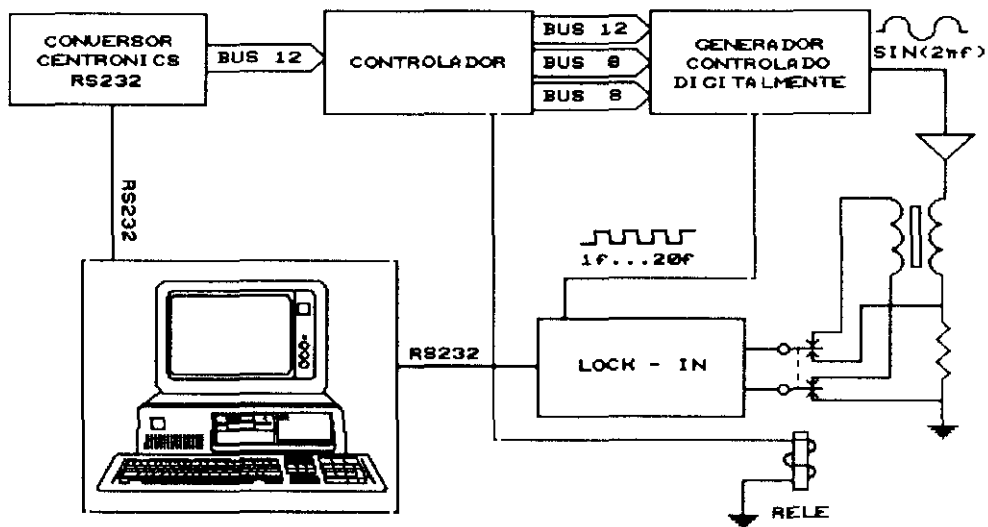 CONVERSOR
CENTRONICS
RS232
BUS 12
CONTROLADOR
BUS 12
BUS 8
BUS 8
GENERADOR
CONTROLADO
DIGITALMENTE
SIN(2πf)
RS232
1f...20f
RS232
LOCK - IN
RELE